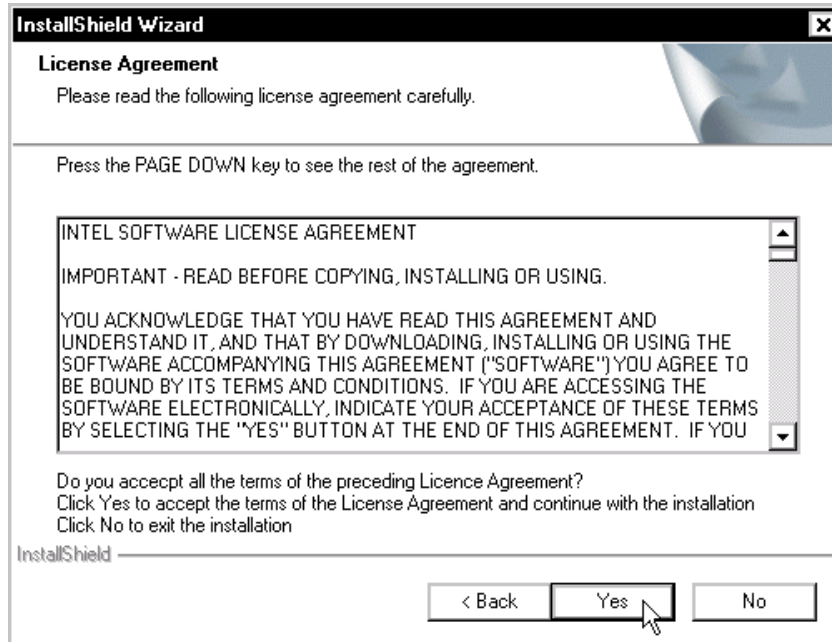 InstallShield Wizard
License Agreement
Please read the following license agreement carefully.
Press the PAGE DOWN key to see the rest of the agreement.
INTEL SOFTWARE LICENSE AGREEMENT
IMPORTANT - READ BEFORE COPYING, INSTALLING OR USING.
YOU ACKNOWLEDGE THAT YOU HAVE READ THIS AGREEMENT AND
UNDERSTAND IT, AND THAT BY DOWNLOADING, INSTALLING OR USING THE
SOFTWARE ACCOMPANYING THIS AGREEMENT ("SOFTWARE") YOU AGREE TO
BE BOUND BY ITS TERMS AND CONDITIONS.  IF YOU ARE ACCESSING THE
SOFTWARE ELECTRONICALLY, INDICATE YOUR ACCEPTANCE OF THESE TERMS
BY SELECTING THE "YES" BUTTON AT THE END OF THIS AGREEMENT.  IF YOU
Do you accecpt all the terms of the preceding Licence Agreement?
Click Yes to accept the terms of the License Agreement and continue with the installation
Click No to exit the installation
InstallShield
< Back Yes No